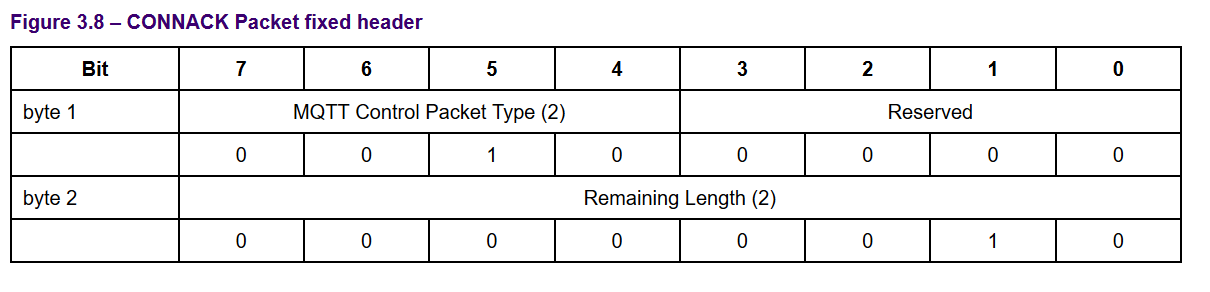 Figure 3.8 – CONNACK Packet fixed header
Bit 7 6 5 4 3 2 1 0
byte 1 MQTT Control Packet Type (2) Reserved
0 0 1 0 0 0 0 0
byte 2 Remaining Length (2)
0 0 0 0 0 0 1 0